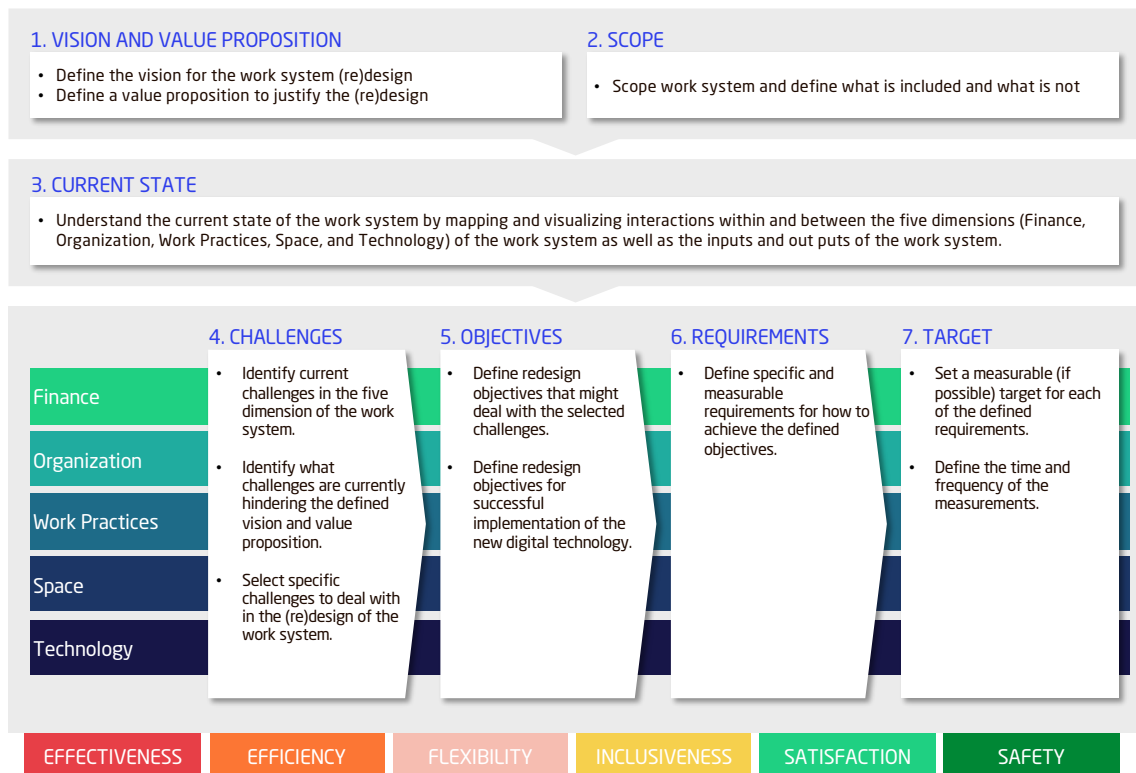 1. VISION AND VALUE PROPOSITION
• Define the vision for the work system (re)design
• Define a value proposition to justify the (re)design
2. SCOPE
• Scope work system and define what is included and what is not
3. CURRENT STATE
• Understand the current state of the work system by mapping and visualizing interactions within and between the five dimensions (Finance,
Organization, Work Practices, Space, and Technology) of the work system as well as the inputs and out puts of the work system.
Finance
Organization
Work Practices
Space
Technology
4. CHALLENGES
• Identify current
challenges in the five
dimension of the work
system.
• Identify what
challenges are currently
hindering the defined
vision and value
proposition.
• Select specific
challenges to deal with
in the (re)design of the
work system.
5. OBJECTIVES
• Define redesign
objectives that might
deal with the selected
challenges.
• Define redesign
objectives for
successful
implementation of the
new digital technology.
6. REQUIREMENTS
• Define specific and
measurable
requirements for how to
achieve the defined
objectives.
7. TARGET
• Set a measurable (if
possible) target for each
of the defined
requirements.
• Define the time and
frequency of the
measurements.
EFFECTIVENESS
EFFICIENCY
FLEXIBILITY
INCLUSIVENESS
SATISFACTION
SAFETY